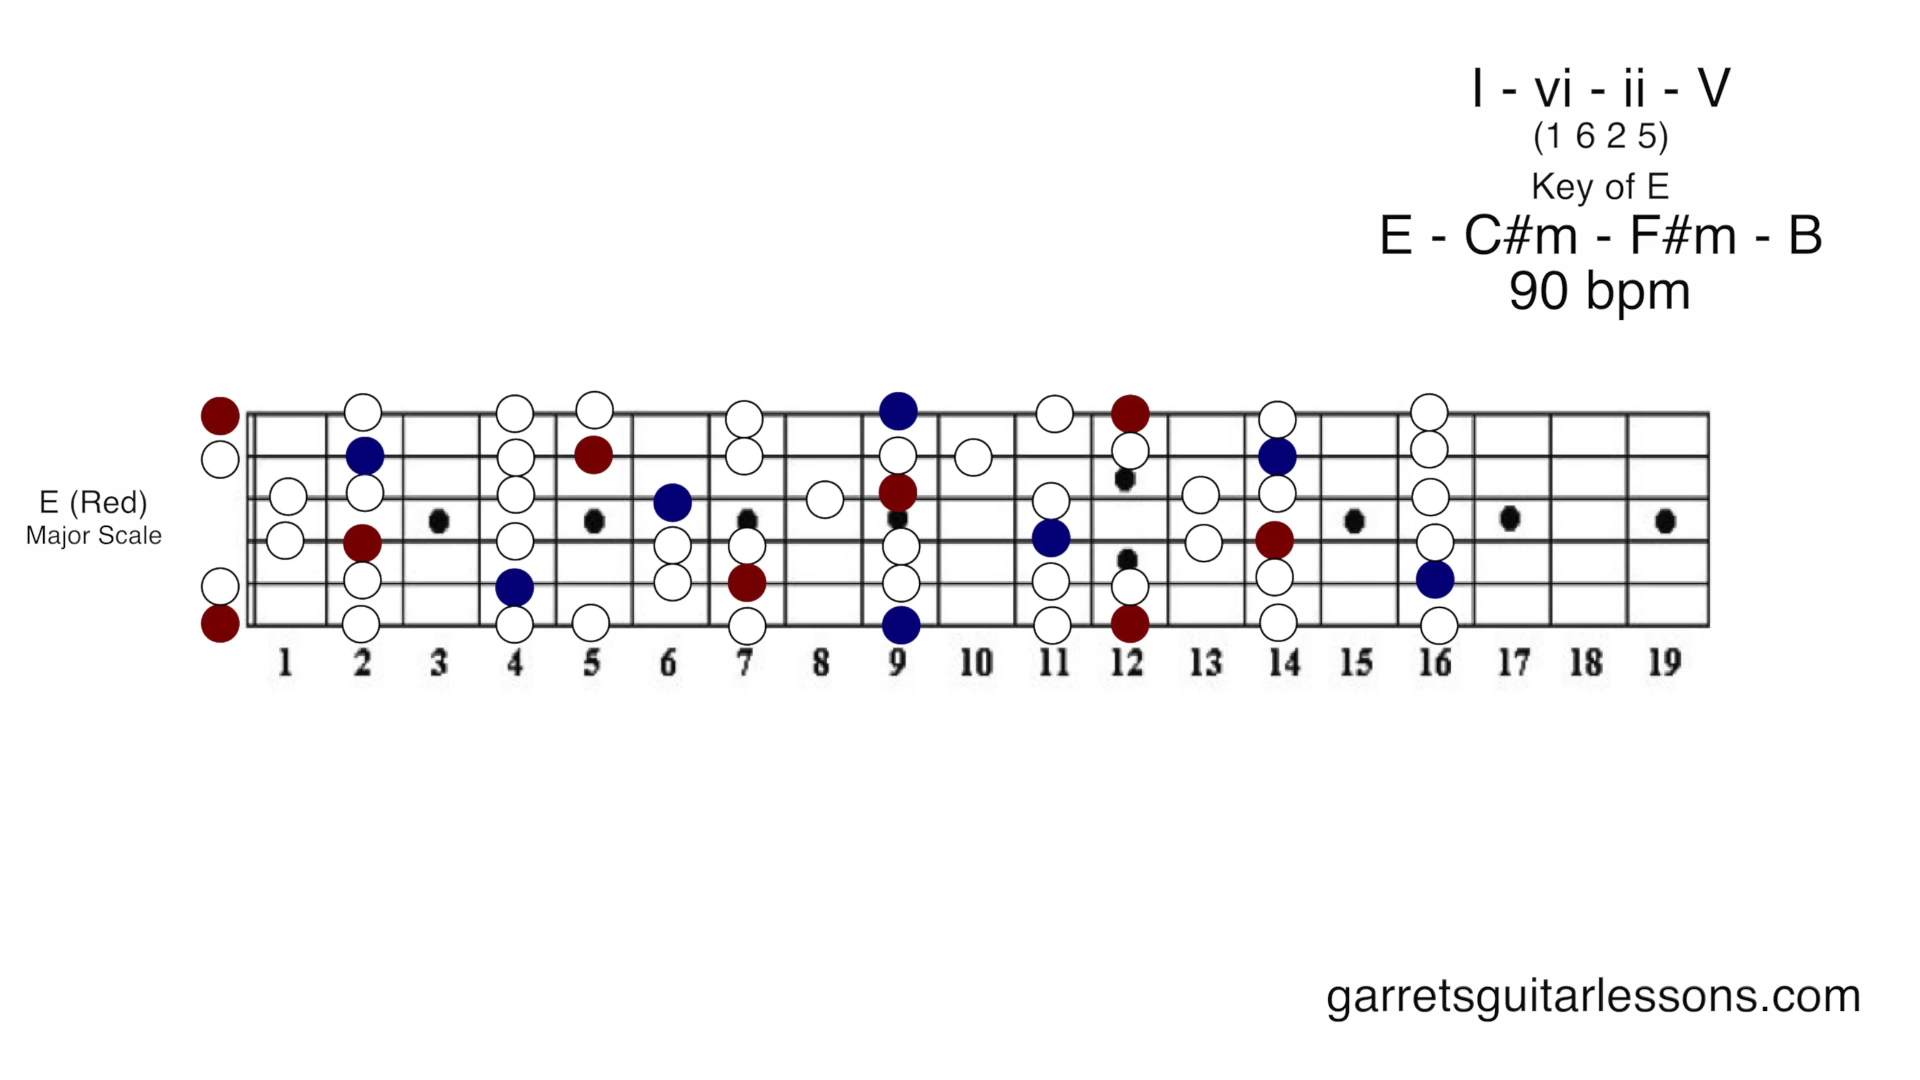 I - vi - ii - V
(1 6 2 5)
Key of E
E - C#m - F#m - B
90 bpm
E (Red)
Major Scale
1 2 3 4 5 6 7 8 9 10 11 12 13 14 15 16 17 18 19
garretsguitarlessons.com